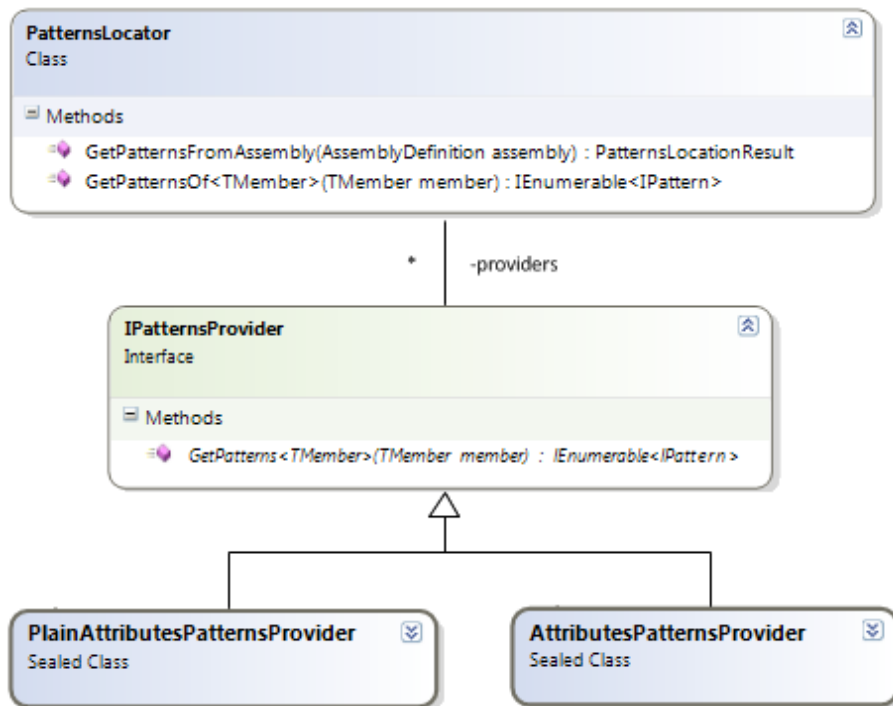 PatternsLocator
Class
Methods
GetPatternsFromAssembly(AssemblyDefinition assembly) : PatternsLocationResult
GetPatternsOf<TMember>(TMember member) : IEnumerable<IPattern>
* -providers
IPatternsProvider
Interface
Methods
GetPatterns<TMember>(TMember member) : IEnumerable<IPattern>
PlainAttributesPatternsProvider
Sealed Class
AttributesPatternsProvider
Sealed Class